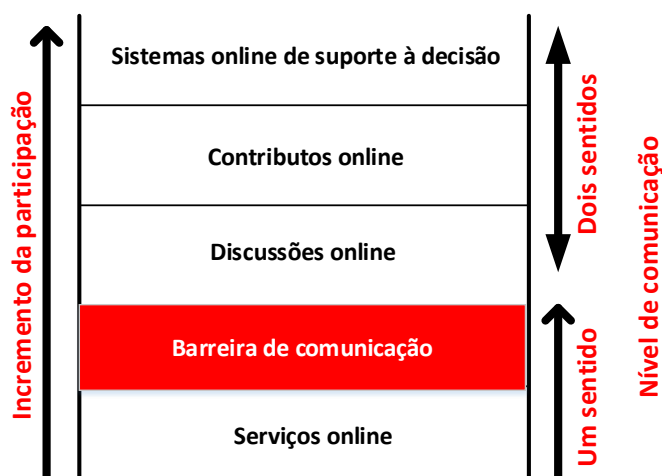 Incremento da participação
Sistemas online de suporte à decisão
Contributos online
Discussões online
Barreira de comunicação
Serviços online
Dois sentidos
Um sentido
Nível de comunicação